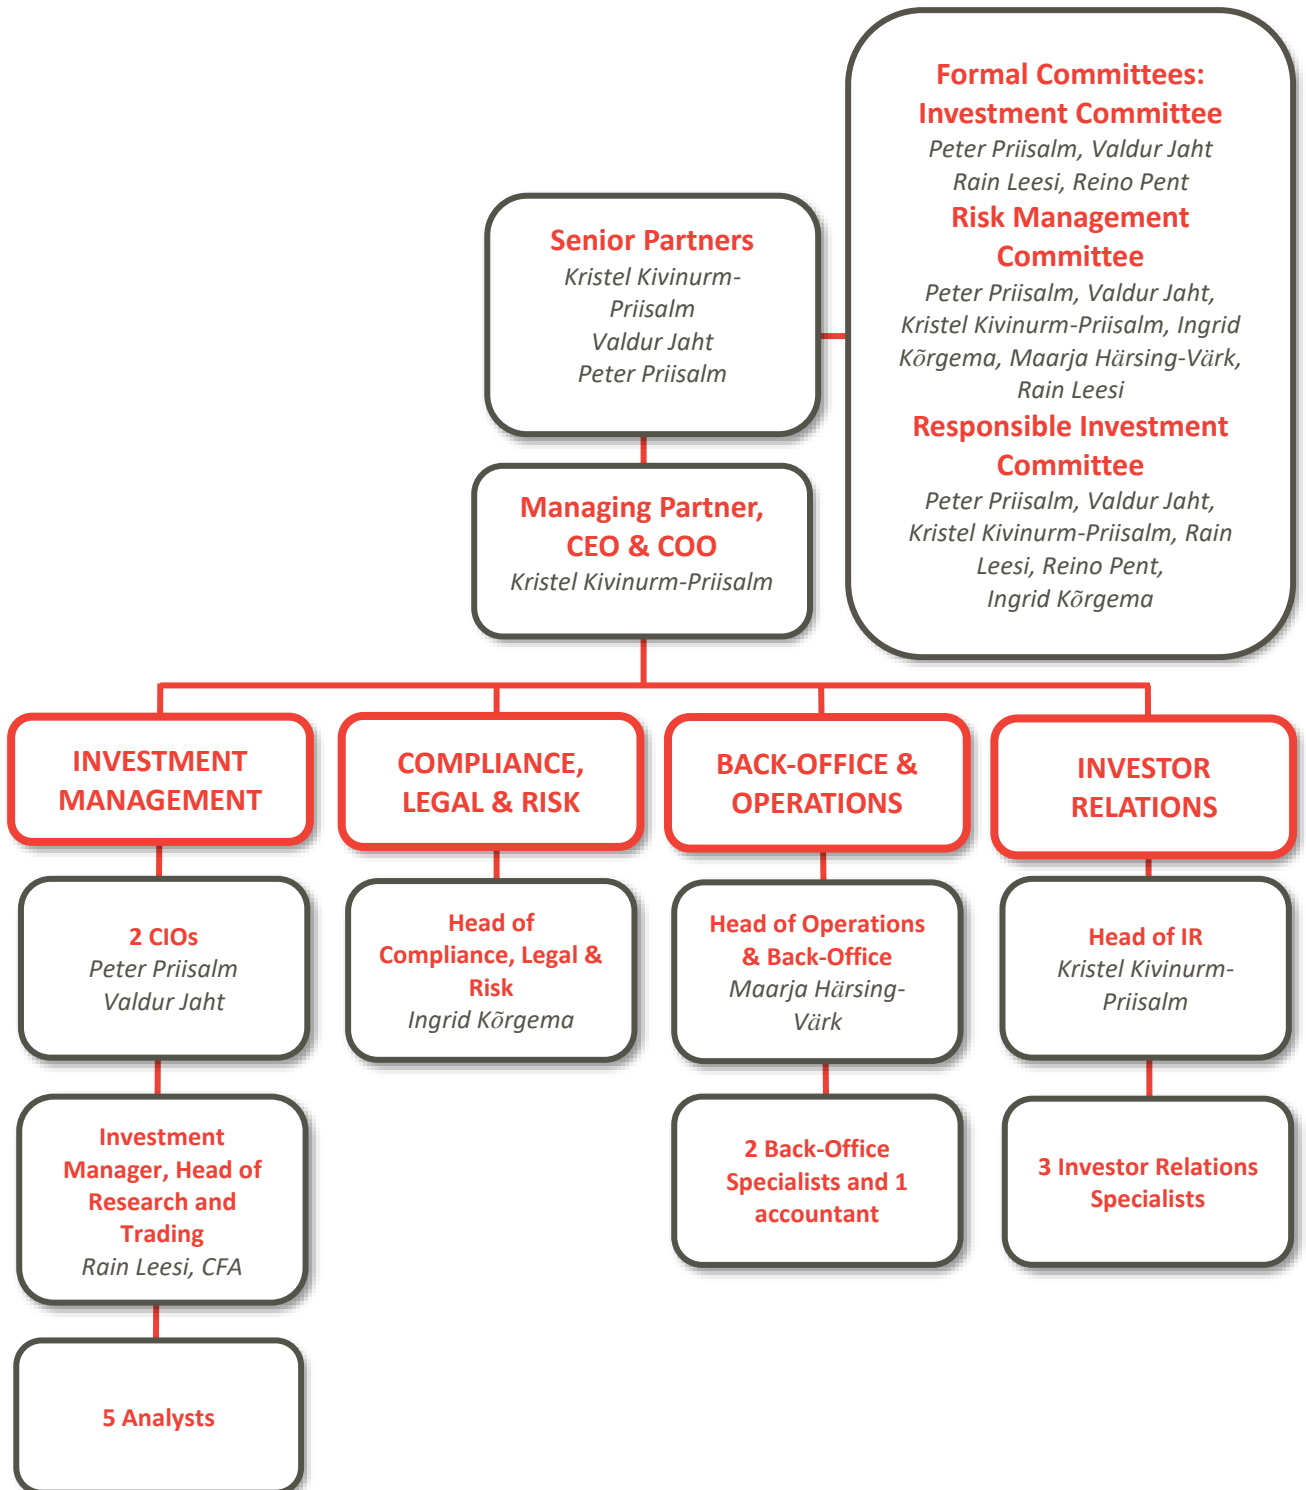 Formal Committees:
Investment Committee
Peter Priisalm, Valdur Jaht
Rain Leesi, Reino Pent
Risk Management
Committee
Peter Priisalm, Valdur Jaht,
Kristel Kivinurm-Priisalm, Ingrid
Kõrgema, Maarja Härsing-Värk,
Rain Leesi
Responsible Investment
Committee
Peter Priisalm, Valdur Jaht,
Kristel Kivinurm-Priisalm, Rain
Leesi, Reino Pent,
Ingrid Kõrgema
Senior Partners
Kristel Kivinurm-
Priisalm
Valdur Jaht
Peter Priisalm
Managing Partner,
CEO & COO
Kristel Kivinurm-Priisalm
INVESTMENT
MANAGEMENT
COMPLIANCE,
LEGAL & RISK
BACK-OFFICE &
OPERATIONS
INVESTOR
RELATIONS
2 CIOs
Peter Priisalm
Valdur Jaht
Head of
Compliance, Legal &
Risk
Ingrid Kõrgema
Head of Operations
& Back-Office
Maarja Härsing-
Värk
Head of IR
Kristel Kivinurm-
Priisalm
Investment
Manager, Head of
Research and
Trading
Rain Leesi, CFA
2 Back-Office
Specialists and 1
accountant
3 Investor Relations
Specialists
5 Analysts